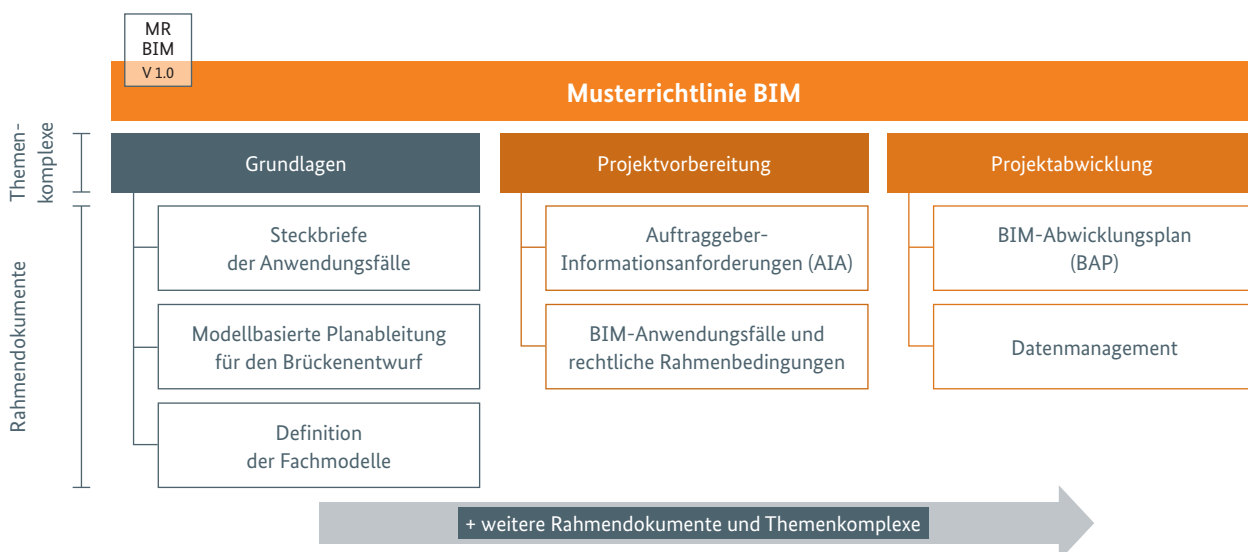 MR
BIM
V 1.0
Musterrichtlinie BIM
Themen-
komplexe
Grundlagen
Projektvorbereitung
Projektabwicklung
Rahmendokumente
Steckbriefe
der Anwendungsfälle
Auftraggeber-
Informationsanforderungen (AIA)
BIM-Abwicklungsplan
(BAP)
Modellbasierte Planableitung
für den Brückenentwurf
BIM-Anwendungsfälle und
rechtliche Rahmenbedingungen
Datenmanagement
Definition
der Fachmodelle
+ weitere Rahmendokumente und Themenkomplexe